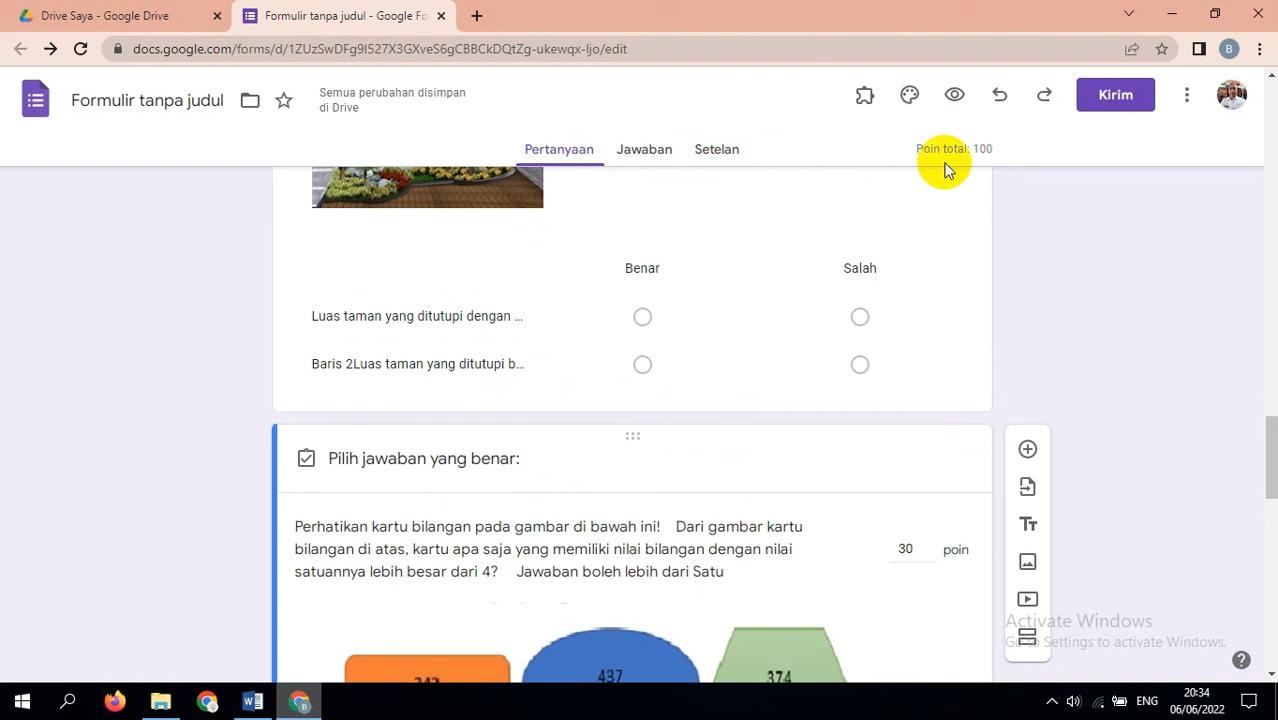 Drive Saya - Google Drive
Formulir tanpa judul - Google Fo
docs.google.com/forms/d/1ZUzSwDFg9I527X3GXveS6gCBBCkDQtZg-ukewqx-ljo/edit
B
Formulir tanpa judul
Semua perubahan disimpan
di Drive
Kirim
Pertanyaan
Jawaban
Setelan
Poin total: 100
Benar
Salah
Luas taman yang ditutupi dengan ...
Baris 2Luas taman yang ditutupi b...
Pilih jawaban yang benar:
Perhatikan kartu bilangan pada gambar di bawah ini! Dari gambar kartu
bilangan di atas, kartu apa saja yang memiliki nilai bilangan dengan nilai
satuannya lebih besar dari 4? Jawaban boleh lebih dari Satu
30 poin
437
374
Activate Windows
Go to Settings to activate Windows.
ENG
20:34
06/06/2022